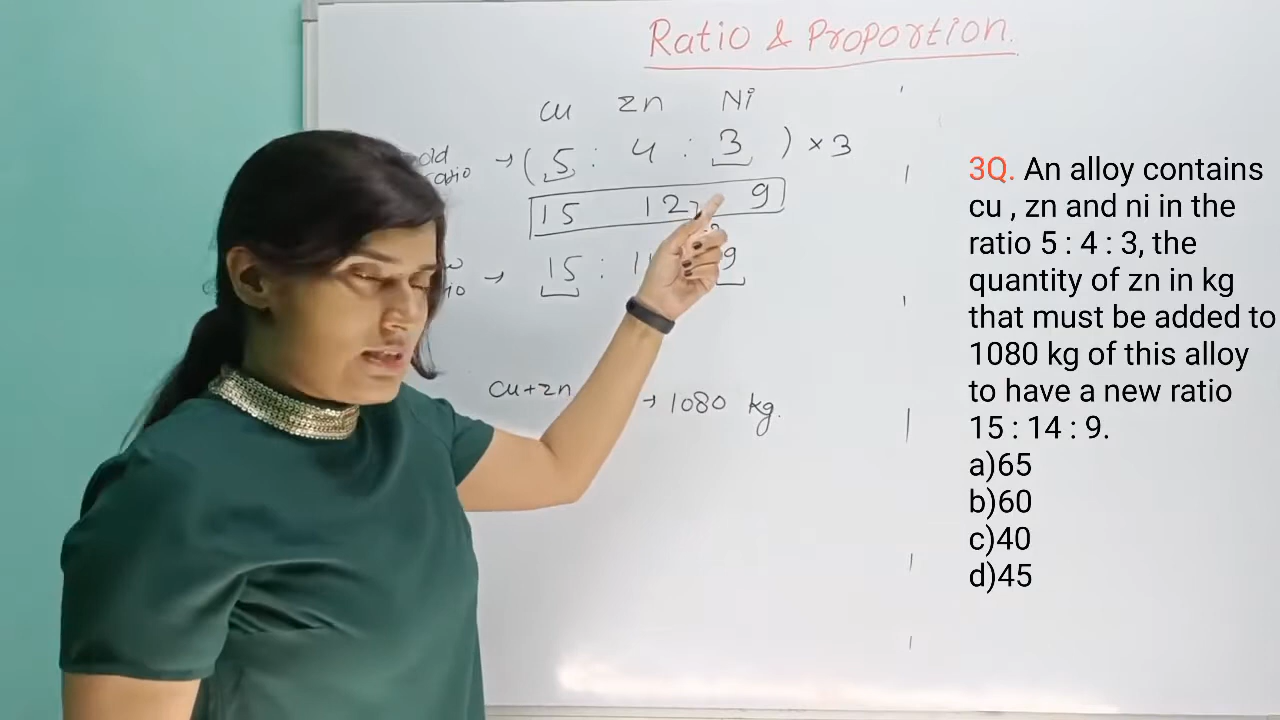 Ratio & Proportion.
cu zn Ni
old ratio → (5 : 4 : 3) × 3
15 12 9
→ 15 : 9
cu+zn → 1080 kg.
3Q. An alloy contains
cu , zn and ni in the
ratio 5 : 4 : 3, the
quantity of zn in kg
that must be added to
1080 kg of this alloy
to have a new ratio
15 : 14 : 9.
a)65
b)60
c)40
d)45